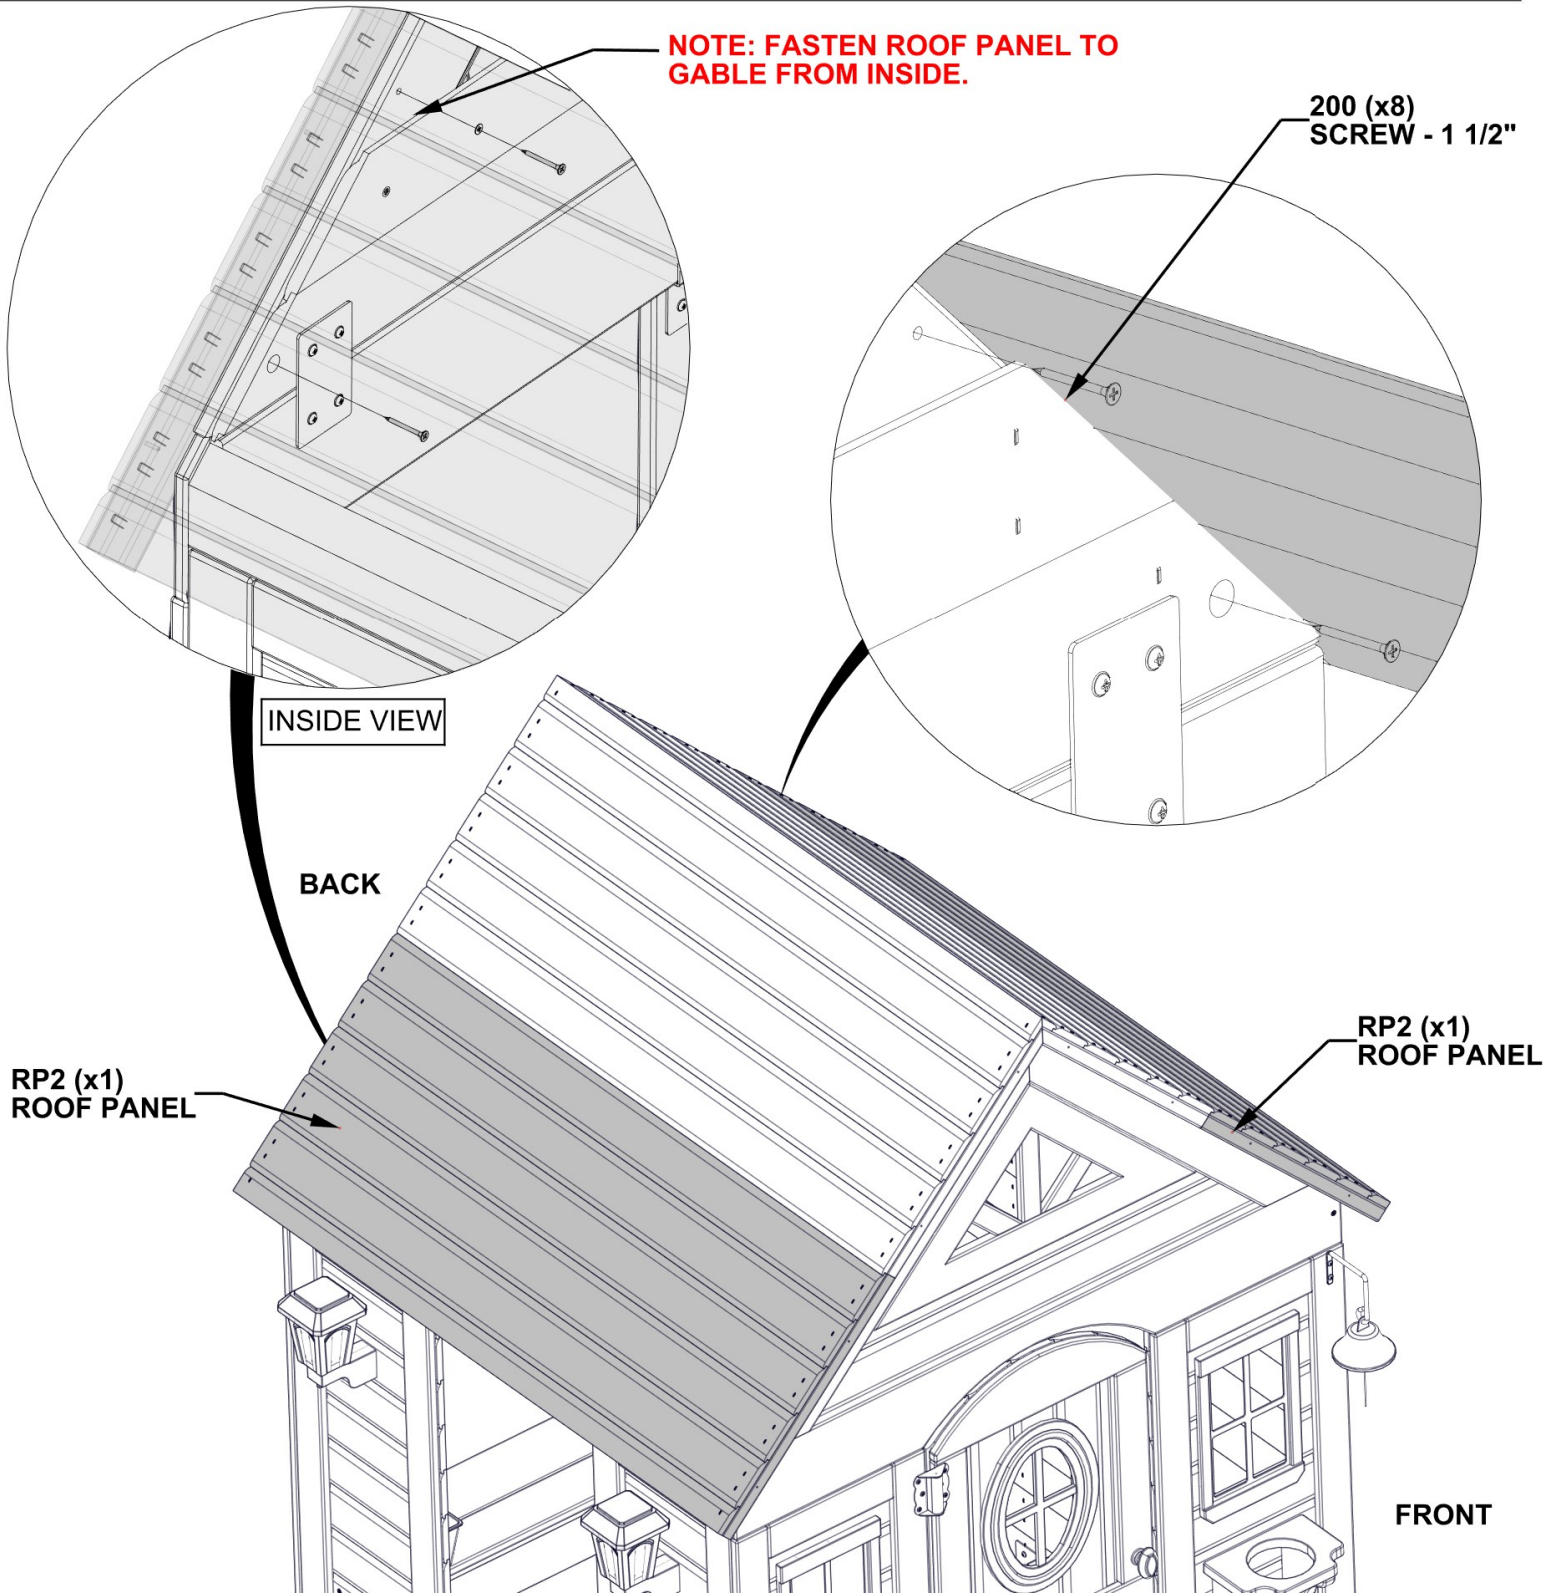 NOTE: FASTEN ROOF PANEL TO
GABLE FROM INSIDE.
200 (x8)
SCREW - 1 1/2"
INSIDE VIEW
BACK
RP2 (x1)
ROOF PANEL
RP2 (x1)
ROOF PANEL
FRONT